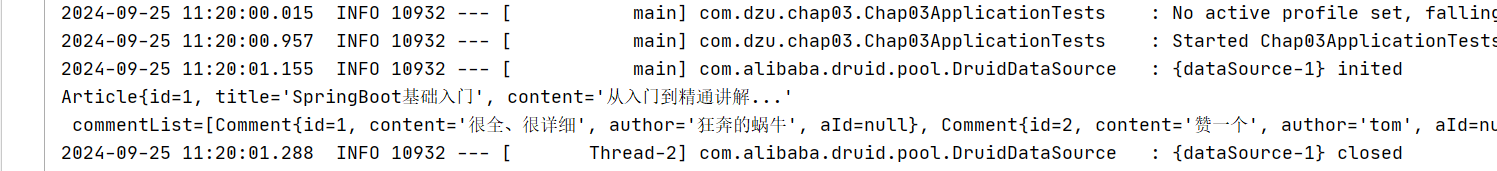 2024-09-25 11:20:00.015  INFO 10932 --- [           main] com.dzu.chap03.Chap03ApplicationTests    : No active profile set, falling
2024-09-25 11:20:00.957  INFO 10932 --- [           main] com.dzu.chap03.Chap03ApplicationTests    : Started Chap03ApplicationTests
2024-09-25 11:20:01.155  INFO 10932 --- [           main] com.alibaba.druid.pool.DruidDataSource   : {dataSource-1} inited
Article{id=1, title='SpringBoot基础入门', content='从入门到精通讲解...'
 commentList=[Comment{id=1, content='很全、很详细', author='狂奔的蜗牛', aId=null}, Comment{id=2, content='赞一个', author='tom', aId=nu
2024-09-25 11:20:01.288  INFO 10932 --- [       Thread-2] com.alibaba.druid.pool.DruidDataSource   : {dataSource-1} closed